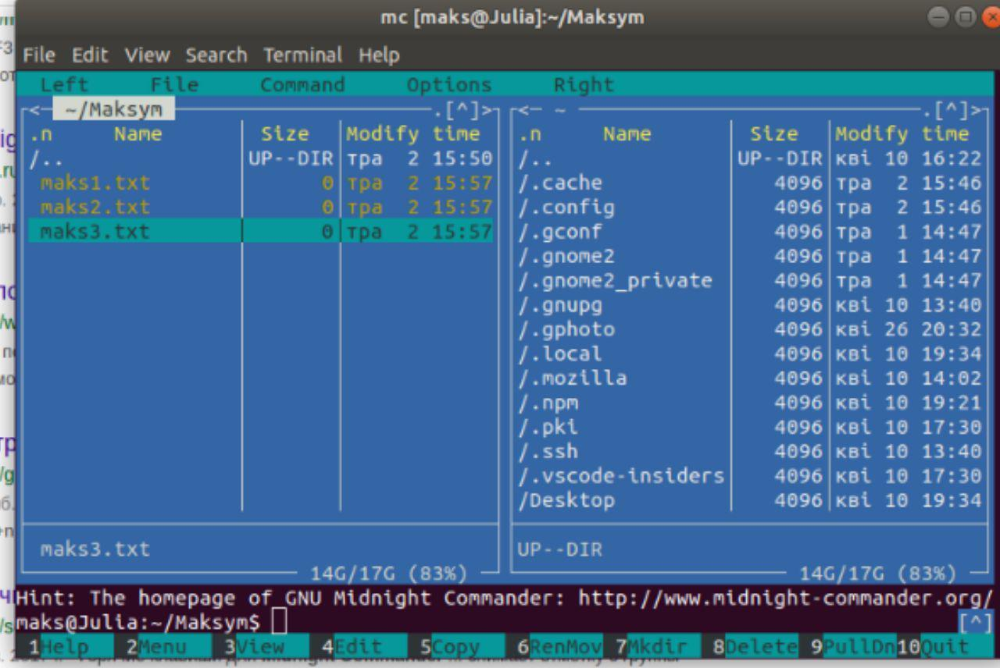 mc [maks@Julia]:~/Maksym
File Edit View Search Terminal Help
Left File Command Options Right
<─ ~/Maksym .[^]>
.n Name Size Modify time
/.. UP--DIR тра 2 15:50
maks1.txt 0 тра 2 15:57
maks2.txt 0 тра 2 15:57
maks3.txt 0 тра 2 15:57
maks3.txt
14G/17G (83%)
<─ ~ .[^]>
.n Name Size Modify time
/.. UP--DIR кві 10 16:22
/.cache 4096 тра 2 15:46
/.config 4096 тра 2 15:46
/.gconf 4096 тра 1 14:47
/.gnome2 4096 тра 1 14:47
/.gnome2_private 4096 тра 1 14:47
/.gnupg 4096 кві 10 13:40
/.gphoto 4096 кві 26 20:32
/.local 4096 кві 10 19:34
/.mozilla 4096 кві 10 14:02
/.npm 4096 кві 10 19:21
/.pki 4096 кві 10 17:30
/.ssh 4096 кві 10 13:40
/.vscode-insiders 4096 кві 10 17:30
/Desktop 4096 кві 10 19:34
UP--DIR
14G/17G (83%)
Hint: The homepage of GNU Midnight Commander: http://www.midnight-commander.org/
maks@Julia:~/Maksym$ [^]
1Help 2Menu 3View 4Edit 5Copy 6RenMov 7Mkdir 8Delete 9PullDn 10Quit